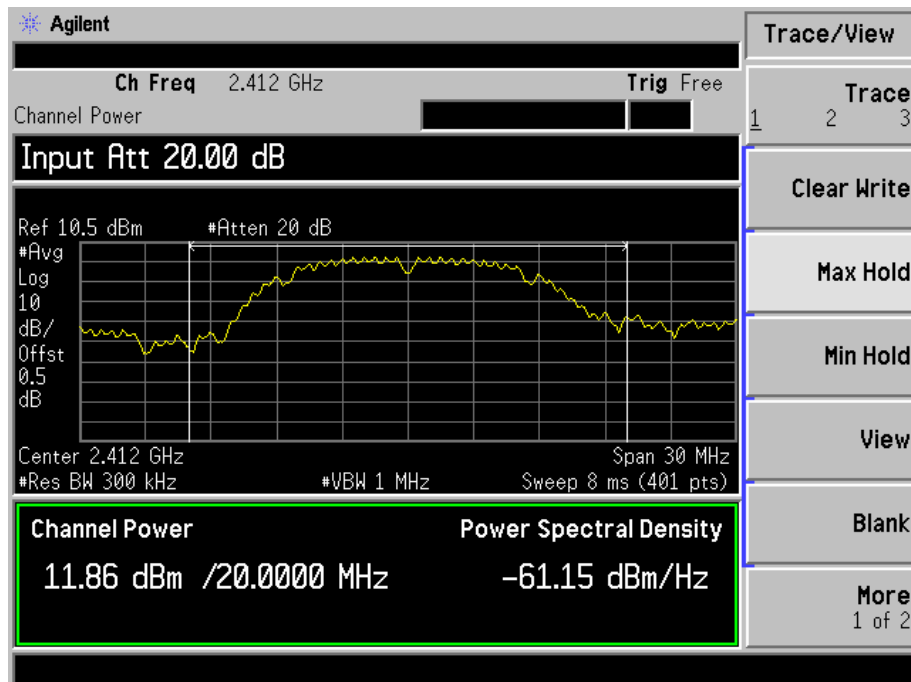 Agilent
Trace/View
Ch Freq 2.412 GHz Trig Free
Channel Power
Trace
1 2 3
Input Att 20.00 dB
Clear Write
Ref 10.5 dBm #Atten 20 dB
#Avg
Log
10
dB/
Offst
0.5
dB
Max Hold
Min Hold
View
Center 2.412 GHz Span 30 MHz
#Res BW 300 kHz #VBW 1 MHz Sweep 8 ms (401 pts)
Channel Power Power Spectral Density
11.86 dBm /20.0000 MHz -61.15 dBm/Hz
Blank
More
1 of 2